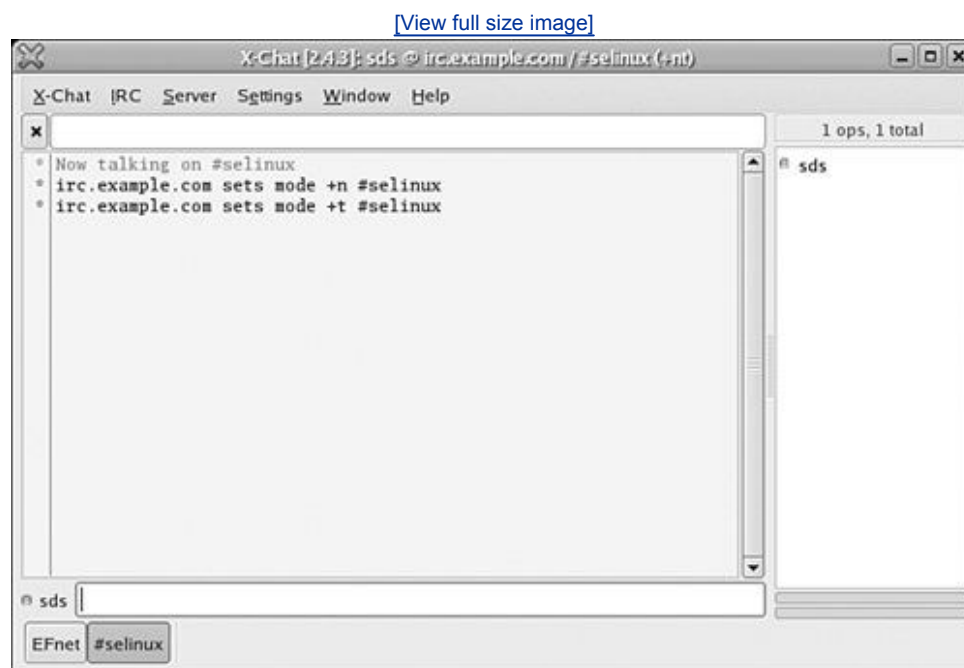 [View full size image]
X-Chat [2.4.3]: sds @ irc.example.com / #selinux (+nt)
X-Chat IRC Server Settings Window Help
1 ops, 1 total
* Now talking on #selinux
* irc.example.com sets mode +n #selinux
* irc.example.com sets mode +t #selinux
sds
sds
EFnet #selinux